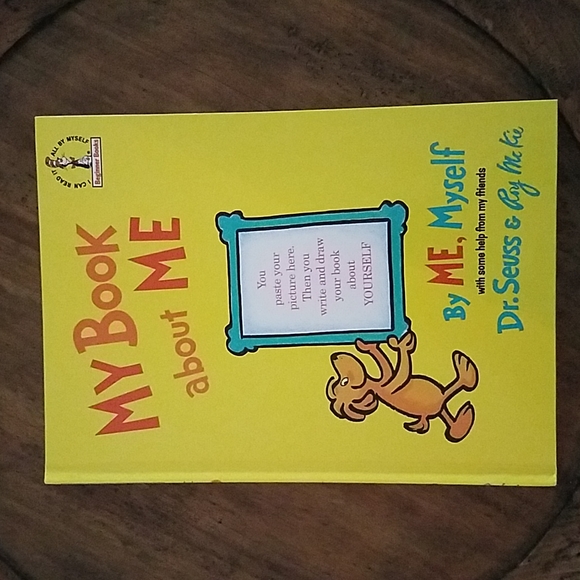 I CAN READ IT ALL BY MYSELF
Beginner Books
MY BOOK
about ME
You
paste your
picture here.
Then you
write and draw
your book
about
YOURSELF
By ME, Myself
with some help from my friends
Dr. Seuss & Roy McKie